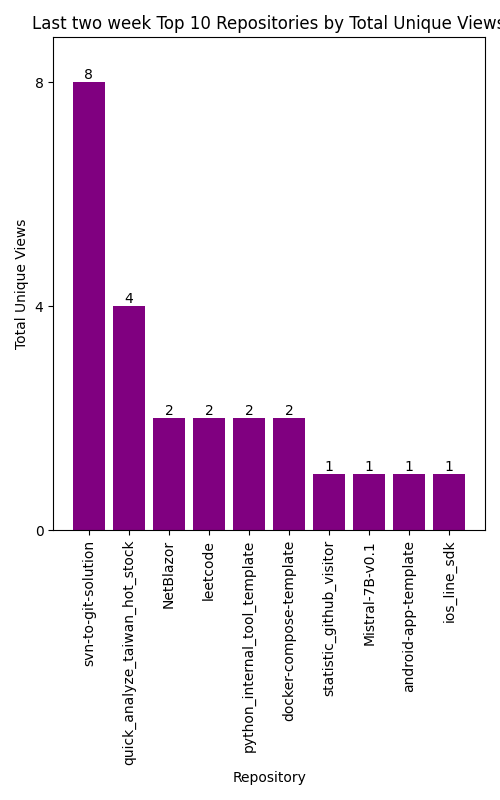 Last two week Top 10 Repositories by Total Unique Views
Total Unique Views
8
4
0
8
4
2
2
2
2
1
1
1
1
svn-to-git-solution
quick_analyze_taiwan_hot_stock
NetBlazor
leetcode
python_internal_tool_template
docker-compose-template
statistic_github_visitor
Mistral-7B-v0.1
android-app-template
ios_line_sdk
Repository